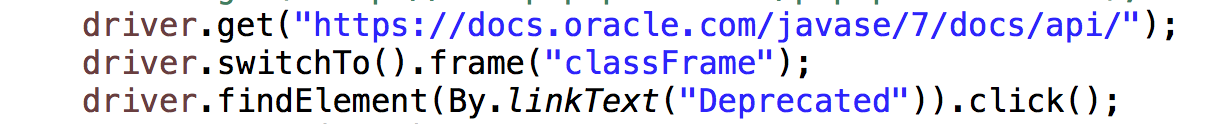 driver.get("https://docs.oracle.com/javase/7/docs/api/");
driver.switchTo().frame("classFrame");
driver.findElement(By.linkText("Deprecated")).click();